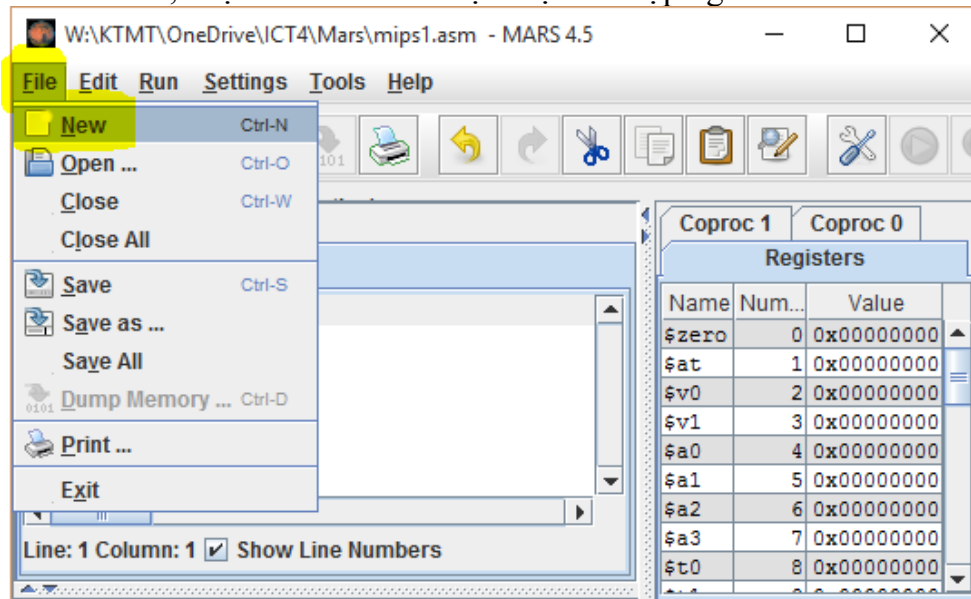 W:\KTMT\OneDrive\ICT4\Mars\mips1.asm - MARS 4.5
File Edit Run Settings Tools Help
New Ctrl-N
Open ... Ctrl-O
Close Ctrl-W
Close All
Save Ctrl-S
Save as ...
Save All
Dump Memory ... Ctrl-D
Print ...
Exit
Line: 1 Column: 1 Show Line Numbers
Coproc 1 Coproc 0
Registers
Name Num... Value
$zero 0 0x00000000
$at 1 0x00000000
$v0 2 0x00000000
$v1 3 0x00000000
$a0 4 0x00000000
$a1 5 0x00000000
$a2 6 0x00000000
$a3 7 0x00000000
$t0 8 0x00000000